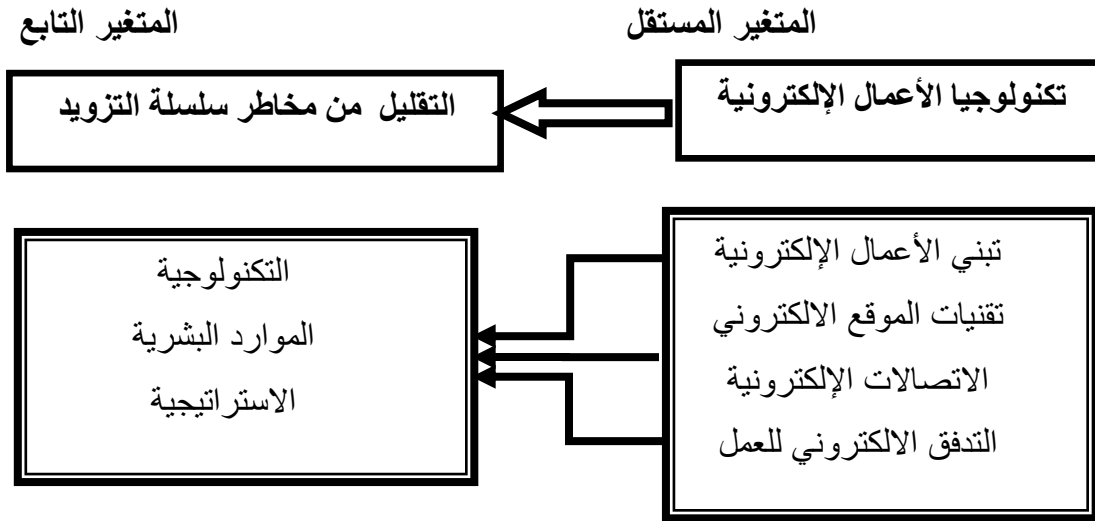 المتغير المستقل
المتغير التابع
تكنولوجيا الأعمال الإلكترونية
التقليل من مخاطر سلسلة التزويد
تبني الأعمال الإلكترونية
تقنيات الموقع الالكتروني
الاتصالات الإلكترونية
التدفق الالكتروني للعمل
التكنولوجية
الموارد البشرية
الاستراتيجية